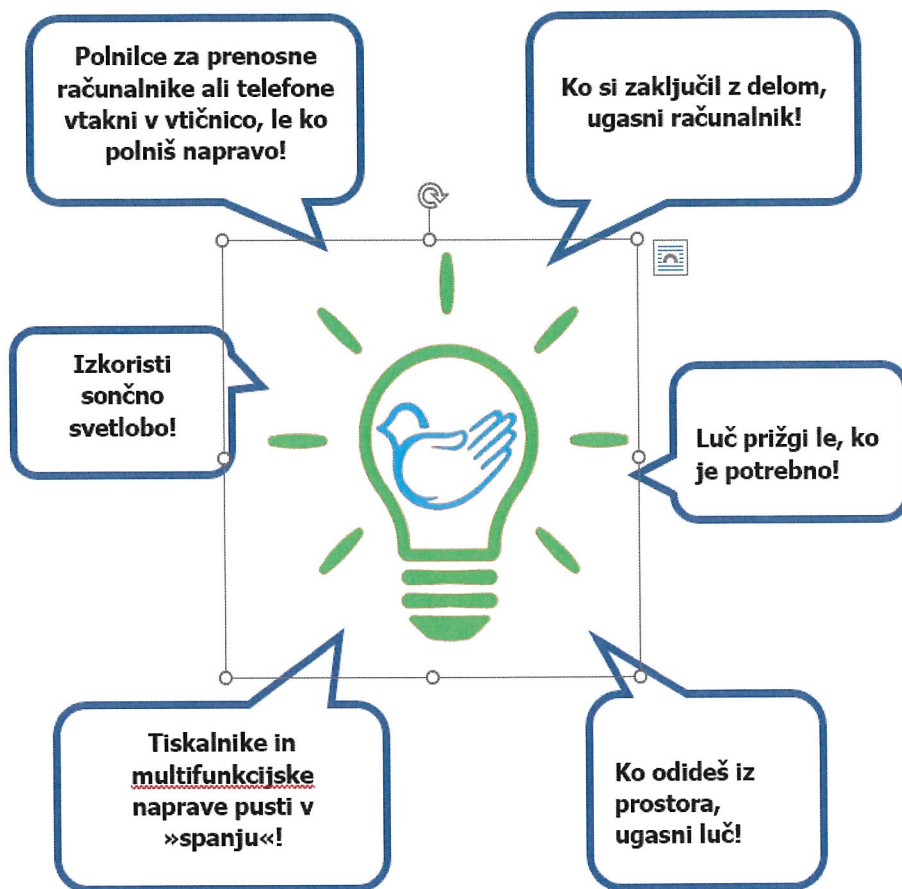 Polnilce za prenosne
računalnike ali telefone
vtakni v vtičnico, le ko
polniš napravo!
Ko si zaključil z delom,
ugasni računalnik!
Izkoristi
sončno
svetlobo!
Luč prižgi le, ko
je potrebno!
Tiskalnike in
multifunkcijske
naprave pusti v
»spanju«!
Ko odideš iz
prostora,
ugasni luč!